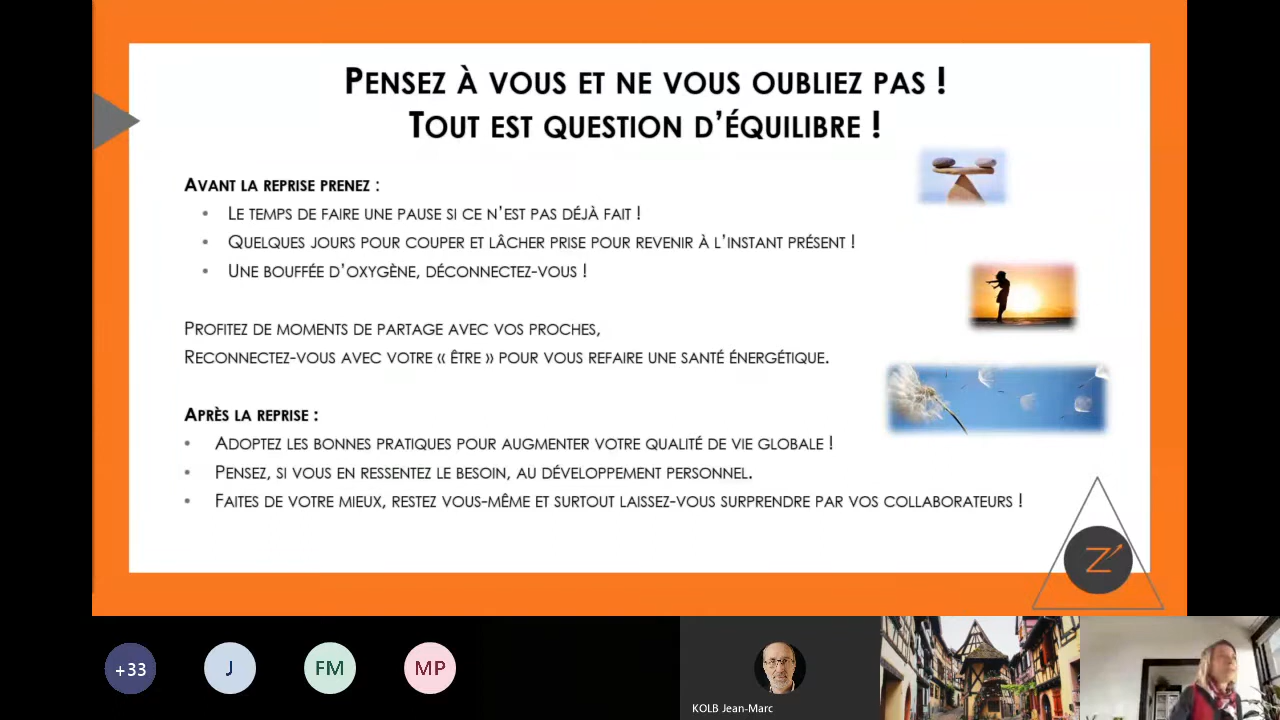 PENSEZ À VOUS ET NE VOUS OUBLIEZ PAS !
TOUT EST QUESTION D'ÉQUILIBRE !
AVANT LA REPRISE PRENEZ :
• LE TEMPS DE FAIRE UNE PAUSE SI CE N'EST PAS DÉJÀ FAIT !
• QUELQUES JOURS POUR COUPER ET LÂCHER PRISE POUR REVENIR À L'INSTANT PRÉSENT !
• UNE BOUFFÉE D'OXYGÈNE, DÉCONNECTEZ-VOUS !
PROFITEZ DE MOMENTS DE PARTAGE AVEC VOS PROCHES,
RECONNECTEZ-VOUS AVEC VOTRE « ÊTRE » POUR VOUS REFAIRE UNE SANTÉ ÉNERGÉTIQUE.
APRÈS LA REPRISE :
• ADOPTEZ LES BONNES PRATIQUES POUR AUGMENTER VOTRE QUALITÉ DE VIE GLOBALE !
• PENSEZ, SI VOUS EN RESSENTEZ LE BESOIN, AU DÉVELOPPEMENT PERSONNEL.
• FAITES DE VOTRE MIEUX, RESTEZ VOUS-MÊME ET SURTOUT LAISSEZ-VOUS SURPRENDRE PAR VOS COLLABORATEURS !
Z
+33 J FM MP
KOLB Jean-Marc